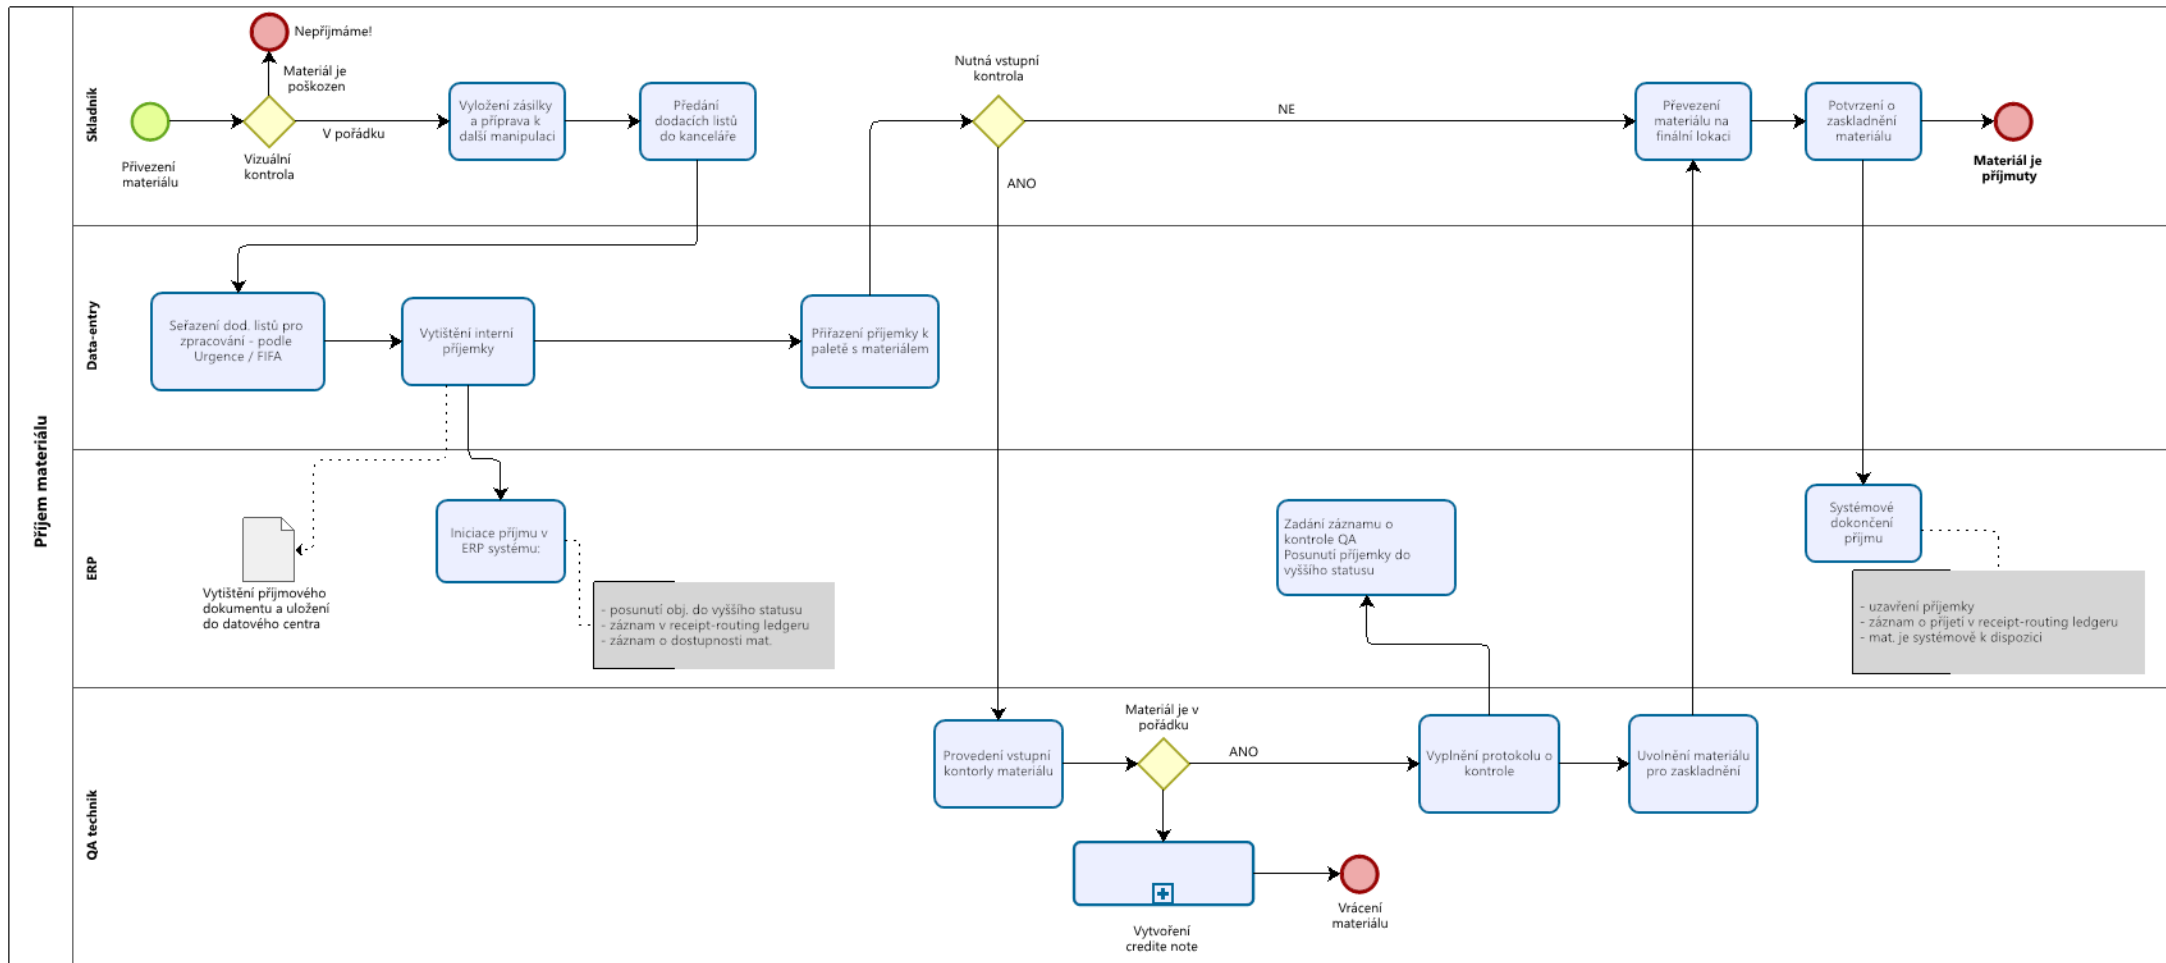 Příjem materiálu
Skladník
Nepříjmáme!
Materiál je
poškozen
Přivezení
materiálu
Vizuální
kontrola
V pořádku
Vyložení zásilky
a příprava k
další manipulaci
Předání
dodacích listů
do kanceláře
Nutná vstupní
kontrola
NE
ANO
Převezení
materiálu na
finální lokaci
Potvrzení o
zaskladnění
materiálu
Materiál je
příjmuty
Data-entry
Seřazení dod. listů pro
zpracování - podle
Urgence / FIFA
Vytištění interní
příjemky
Přiřazení příjemky k
paletě s materiálem
ERP
Vytištění příjmového
dokumentu a uložení
do datového centra
Iniciace příjmu v
ERP systému:
- posunutí obj. do vyššího statusu
- záznam v receipt-routing ledgeru
- záznam o dostupnosti mat.
Zadání záznamu o
kontrole QA
Posunutí příjemky do
vyššího statusu
Systémové
dokončení
příjmu
- uzavření příjemky
- záznam o přijetí v receipt-routing ledgeru
- mat. je systémově k dispozici
QA technik
Provedení vstupní
kontorly materiálu
Materiál je v
pořádku
ANO
Vyplnění protokolu o
kontrole
Uvolnění materiálu
pro zaskladnění
Vytvoření
credite note
Vrácení
materiálu